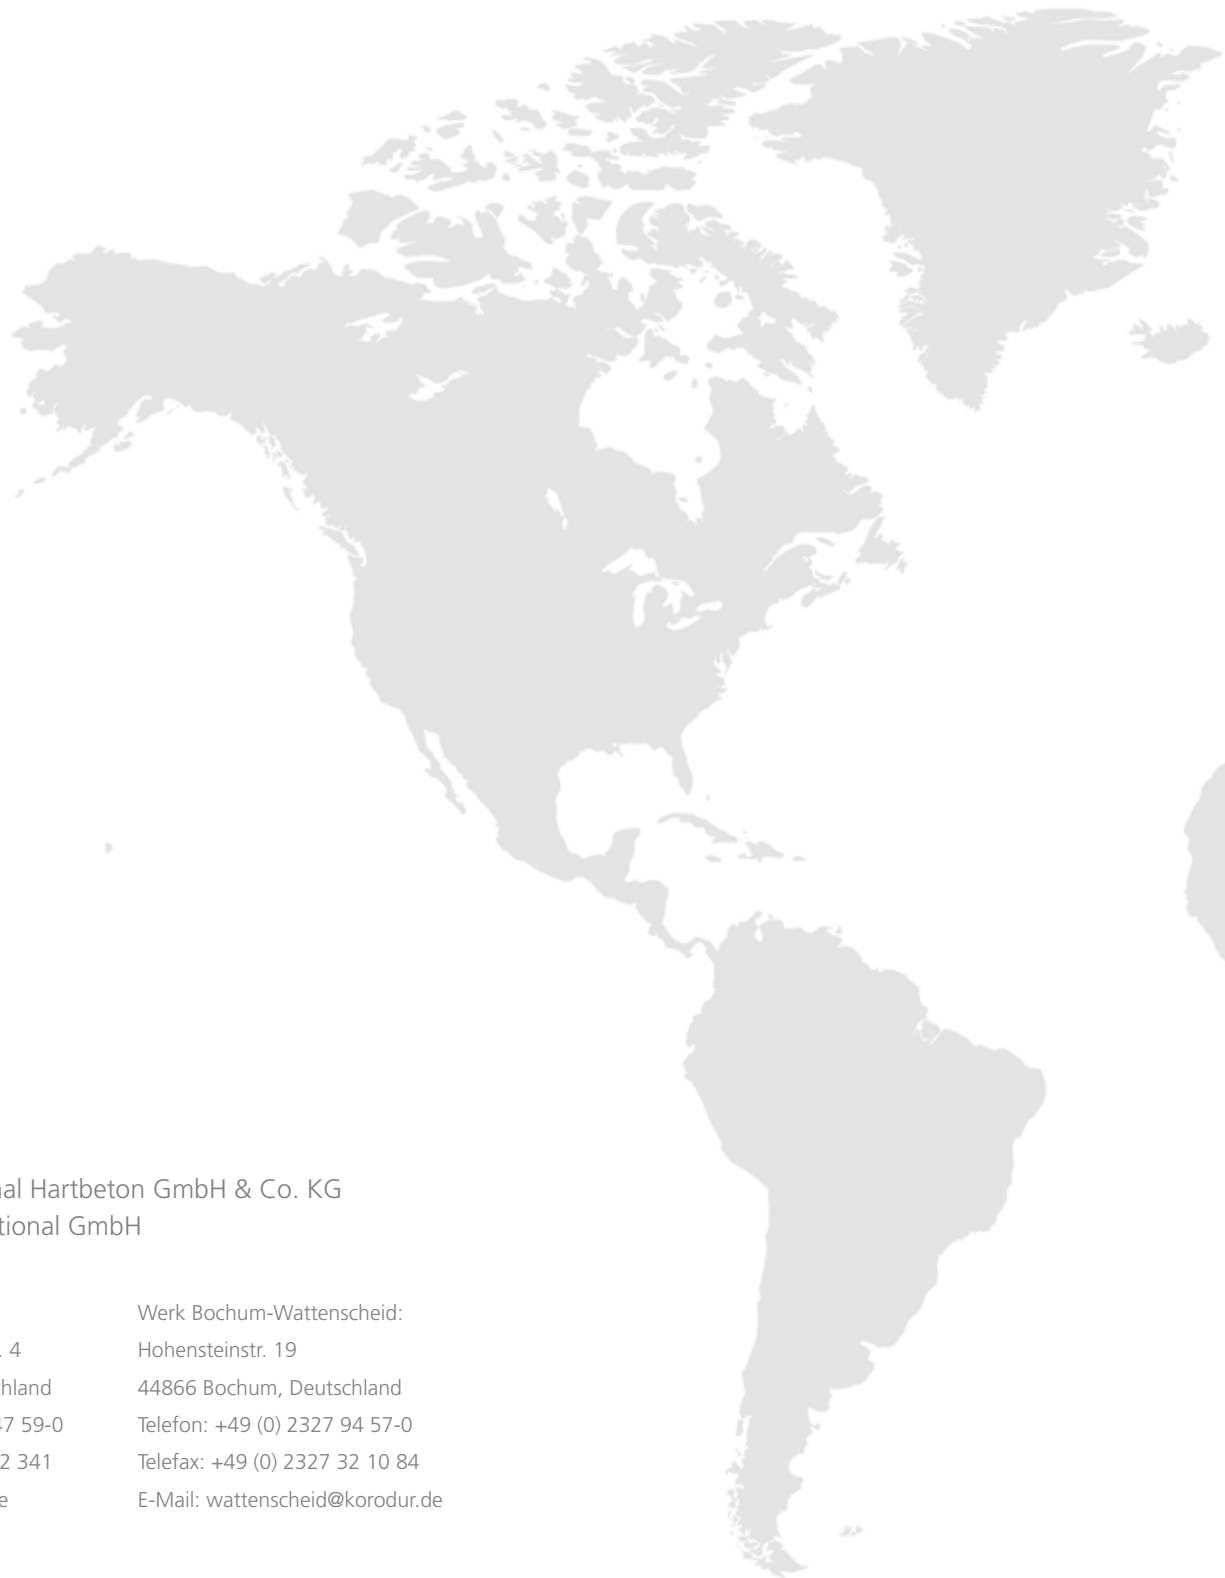 nal Hartbeton GmbH & Co. KG
tional GmbH
. 4
hland
47 59-0
2 341
e
Werk Bochum-Wattenscheid:
Hohensteinstr. 19
44866 Bochum, Deutschland
Telefon: +49 (0) 2327 94 57-0
Telefax: +49 (0) 2327 32 10 84
E-Mail: wattenscheid@korodur.de